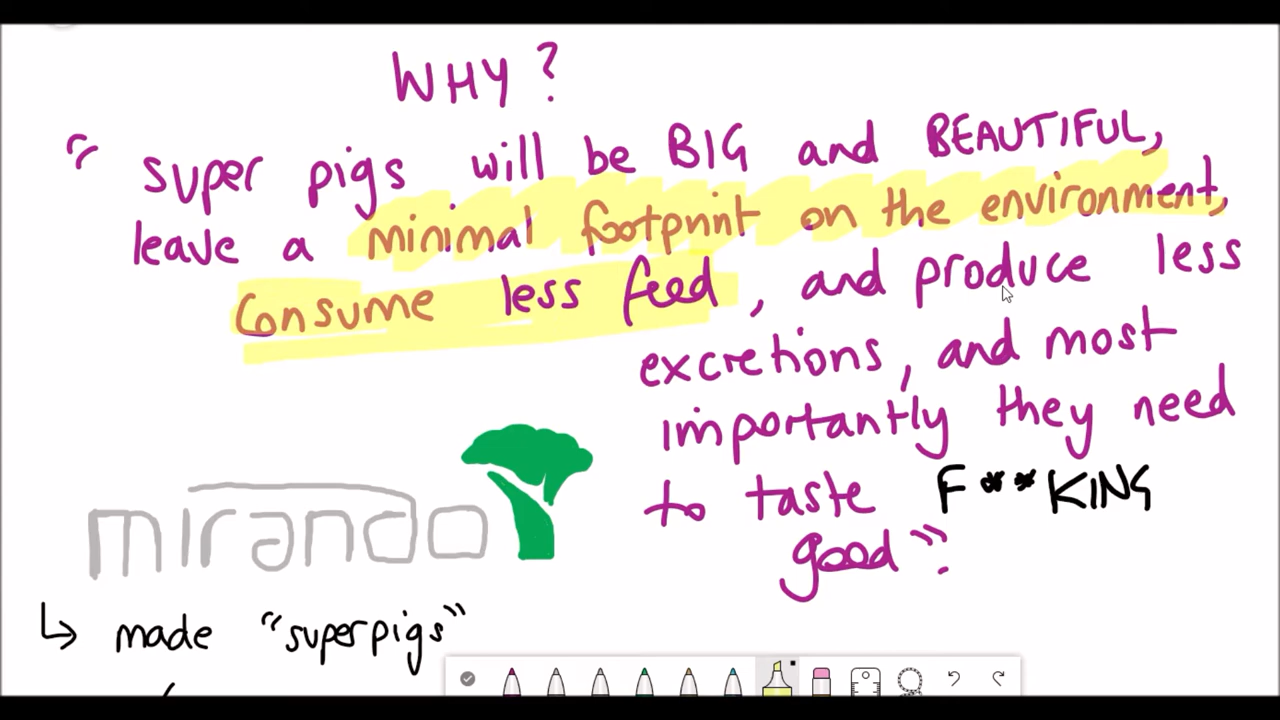 WHY?
" super pigs will be BIG and BEAUTIFUL,
leave a minimal footprint on the environment,
consume less feed, and produce less
excretions, and most
importantly they need
to taste F**KING
good".
mirando
↳ made "superpigs"